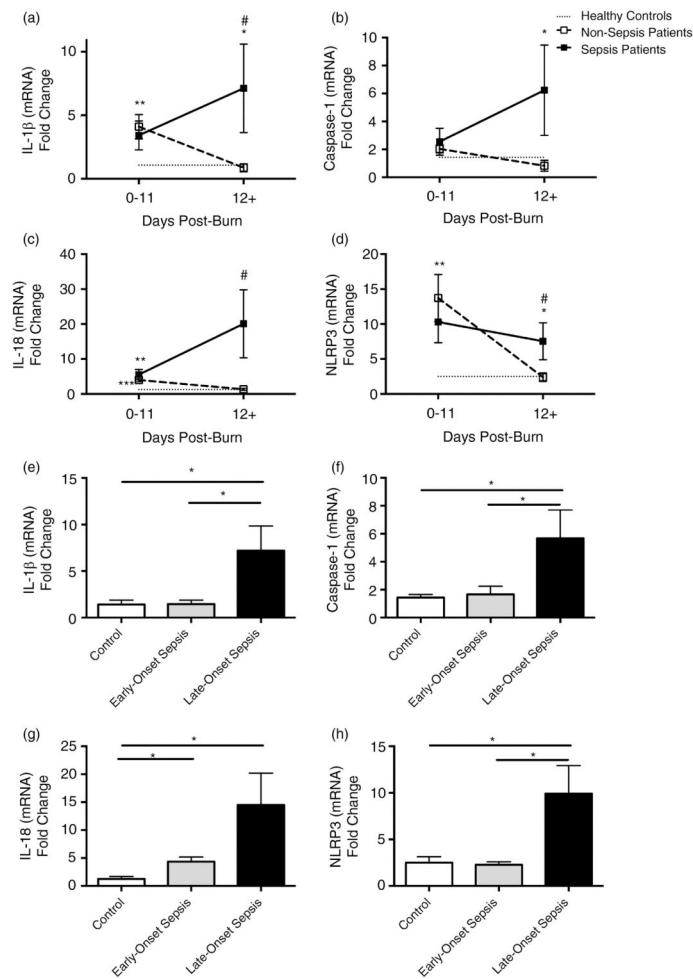 (a)
IL-1β (mRNA)
Fold Change
10
5
0
**
#
*
0-11
12+
Days Post-Burn
(b)
Caspase-1 (mRNA)
Fold Change
10
8
6
4
2
0
*
0-11
12+
Days Post-Burn
Healthy Controls
Non-Sepsis Patients
Sepsis Patients
(c)
IL-18 (mRNA)
Fold Change
40
30
20
10
0
**
***
#
0-11
12+
Days Post-Burn
(d)
NLRP3 (mRNA)
Fold Change
20
15
10
5
0
**
#
*
0-11
12+
Days Post-Burn
(e)
IL-1β (mRNA)
Fold Change
15
10
5
0
*
*
Control
Early-Onset Sepsis
Late-Onset Sepsis
(f)
Caspase-1 (mRNA)
Fold Change
10
8
6
4
2
0
*
*
Control
Early-Onset Sepsis
Late-Onset Sepsis
(g)
IL-18 (mRNA)
Fold Change
25
20
15
10
5
0
*
*
Control
Early-Onset Sepsis
Late-Onset Sepsis
(h)
NLRP3 (mRNA)
Fold Change
15
10
5
0
*
*
Control
Early-Onset Sepsis
Late-Onset Sepsis